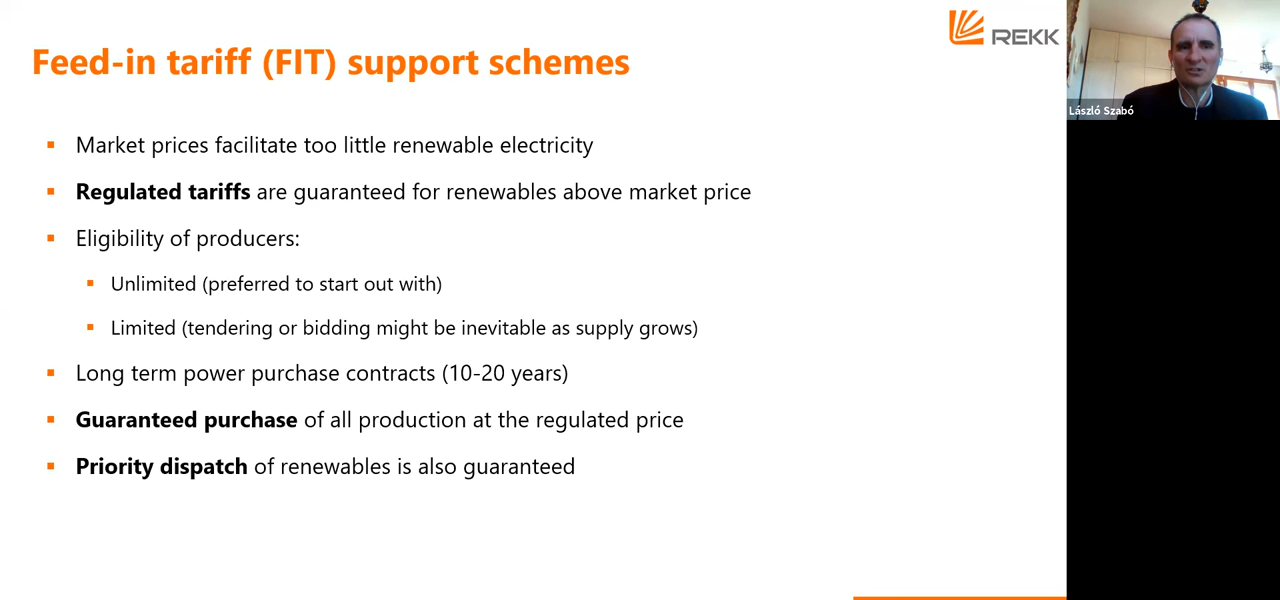 REKK
László Szabó
Feed-in tariff (FIT) support schemes
Market prices facilitate too little renewable electricity
Regulated tariffs are guaranteed for renewables above market price
Eligibility of producers:
Unlimited (preferred to start out with)
Limited (tendering or bidding might be inevitable as supply grows)
Long term power purchase contracts (10-20 years)
Guaranteed purchase of all production at the regulated price
Priority dispatch of renewables is also guaranteed